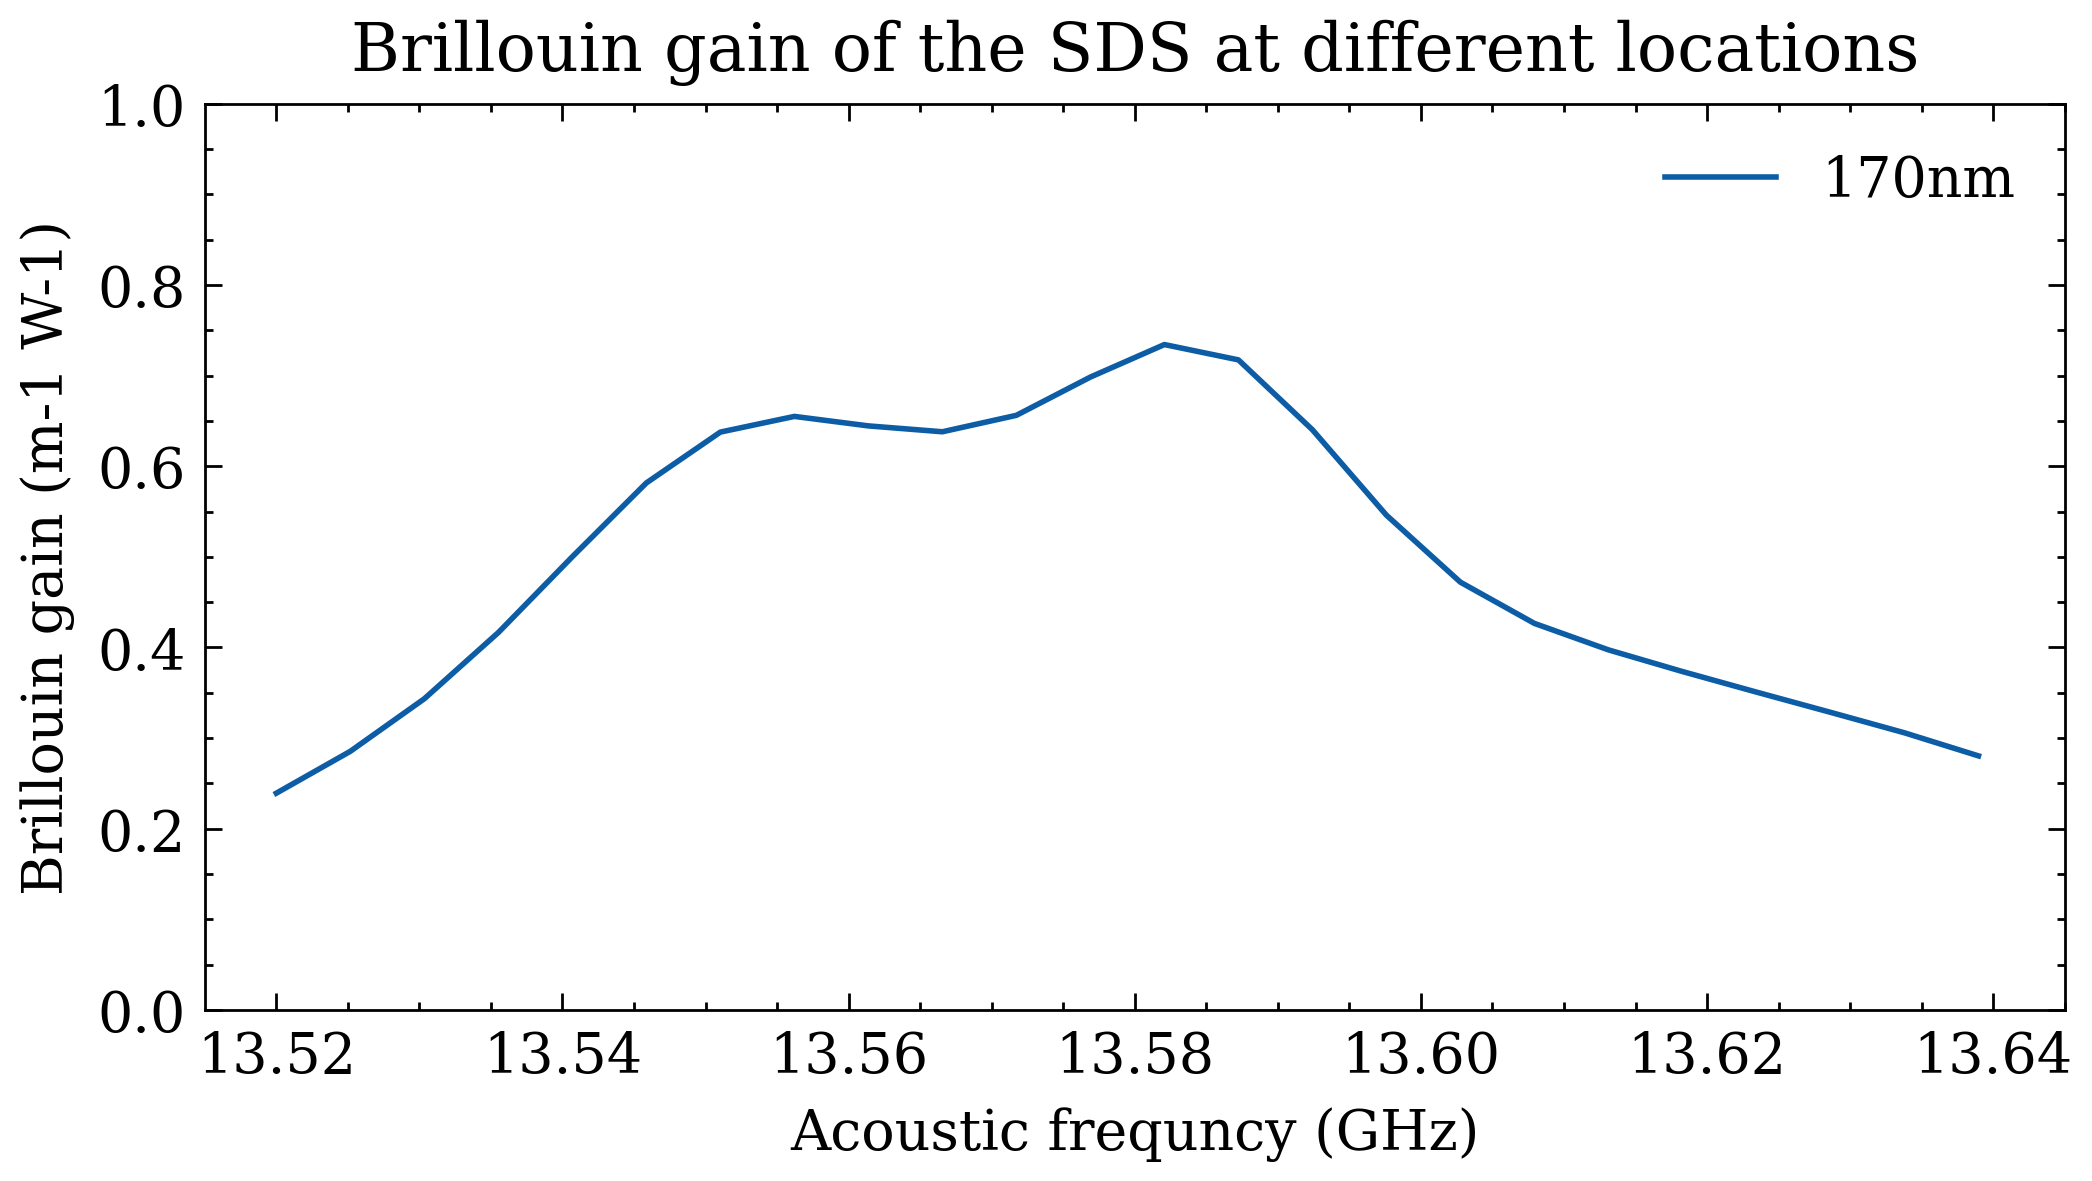 Brillouin gain of the SDS at different locations
1.0
0.8
0.6
0.4
0.2
0.0
Brillouin gain (m-1 W-1)
170nm
13.52 13.54 13.56 13.58 13.60 13.62 13.64
Acoustic frequncy (GHz)